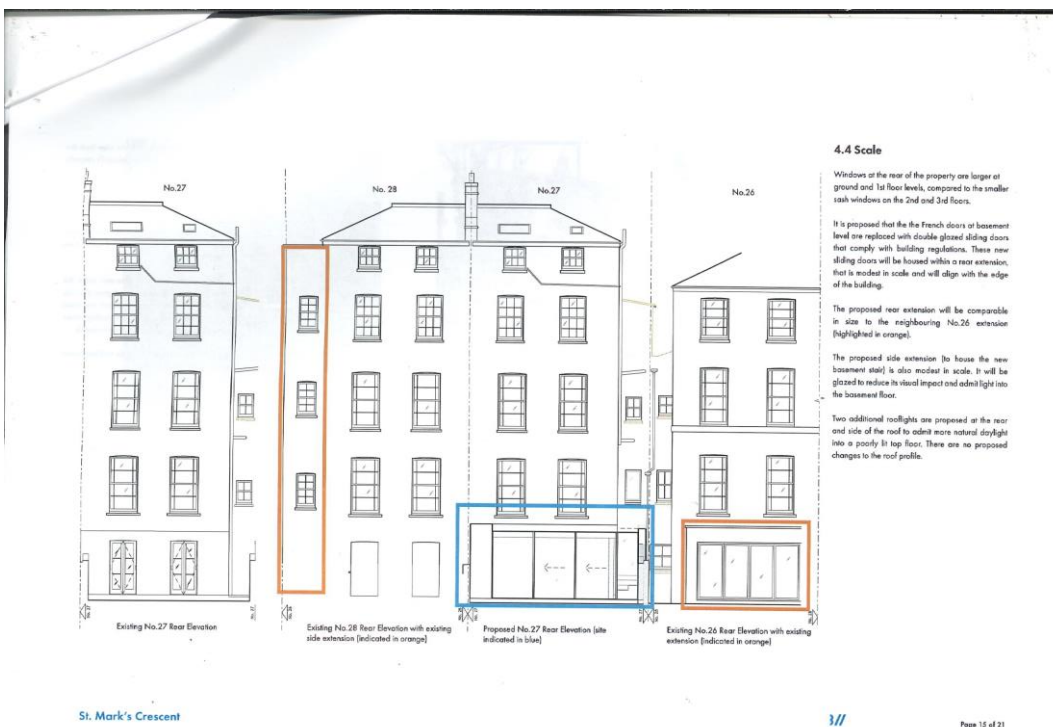 4.4 Scale
Windows at the rear of the property are larger at
ground and 1st floor levels, compared to the smaller
sash windows on the 2nd and 3rd floors.
It is proposed that the the French doors at basement
level are replaced with double glazed sliding doors
that comply with building regulations. These new
sliding doors will be housed within a rear extension,
that is modest in scale and will align with the edge
of the building.
The proposed rear extension will be comparable
in size to the neighbouring No.26 extension
(highlighted in orange).
The proposed side extension (to house the new
basement stair) is also modest in scale. It will be
glazed to reduce its visual impact and admit light into
the basement floor.
Two additional rooflights are proposed at the rear
and side of the roof to admit more natural daylight
into a poorly lit top floor. There are no proposed
changes to the roof profile.
No.27
No. 28
No.27
No.26
Existing No.27 Rear Elevation
Existing No.28 Rear Elevation with existing
side extension (indicated in orange)
Proposed No.27 Rear Elevation (site
indicated in blue)
Existing No.26 Rear Elevation with existing
extension (indicated in orange)
St. Mark's Crescent
3//
Page 15 of 21